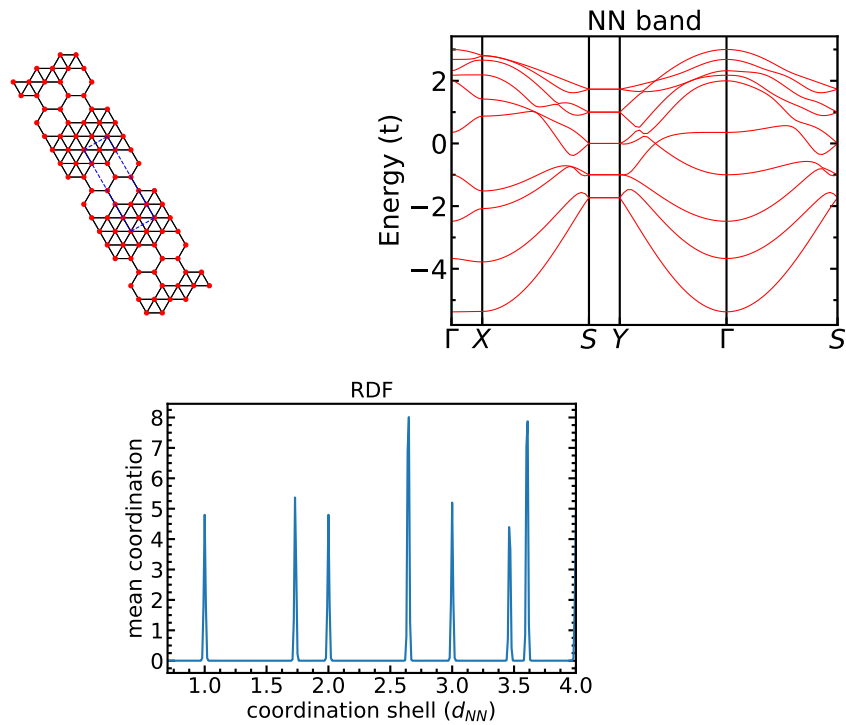 NN band
Energy (t)
2
0
−2
−4
Γ X S Y Γ S
RDF
mean coordination
8
7
6
5
4
3
2
1
0
1.0 1.5 2.0 2.5 3.0 3.5 4.0
coordination shell (d_NN)